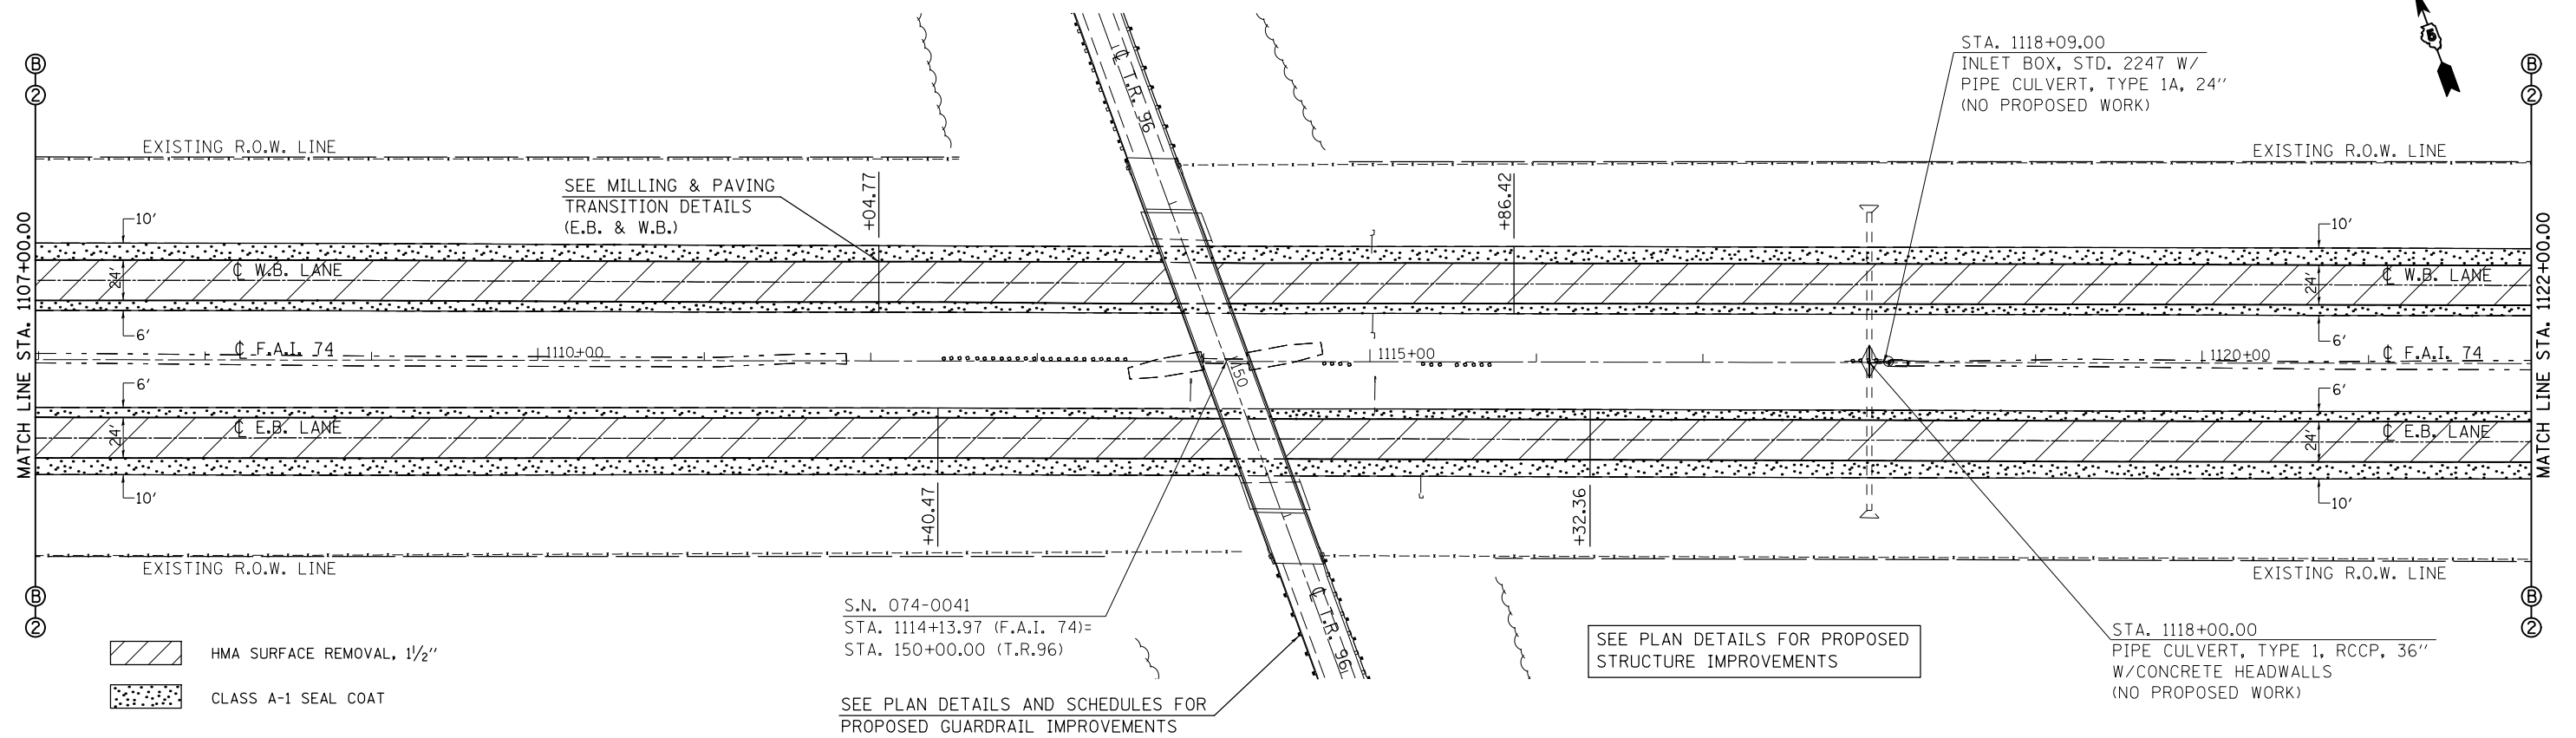 STA. 1118+09.00
INLET BOX, STD. 2247 W/
PIPE CULVERT, TYPE 1A, 24"
(NO PROPOSED WORK)
5
B
2
B
2
℄ T.R. 96
EXISTING R.O.W. LINE
EXISTING R.O.W. LINE
SEE MILLING & PAVING
TRANSITION DETAILS
(E.B. & W.B.)
+04.77
+86.42
10'
10'
MATCH LINE STA. 1107+00.00
MATCH LINE STA. 1122+00.00
24'
℄ W.B. LANE
24'
℄ W.B. LANE
6'
6'
℄ F.A.I. 74
1110+00
1115+00
1120+00
℄ F.A.I. 74
150
6'
6'
24'
℄ E.B. LANE
24'
℄ E.B. LANE
10'
10'
+40.47
+32.36
EXISTING R.O.W. LINE
EXISTING R.O.W. LINE
B
2
B
2
℄ T.R. 96
S.N. 074-0041
STA. 1114+13.97 (F.A.I. 74)=
STA. 150+00.00 (T.R.96)
SEE PLAN DETAILS FOR PROPOSED
STRUCTURE IMPROVEMENTS
STA. 1118+00.00
PIPE CULVERT, TYPE 1, RCCP, 36"
W/CONCRETE HEADWALLS
(NO PROPOSED WORK)
HMA SURFACE REMOVAL, 1½"
CLASS A-1 SEAL COAT
SEE PLAN DETAILS AND SCHEDULES FOR
PROPOSED GUARDRAIL IMPROVEMENTS